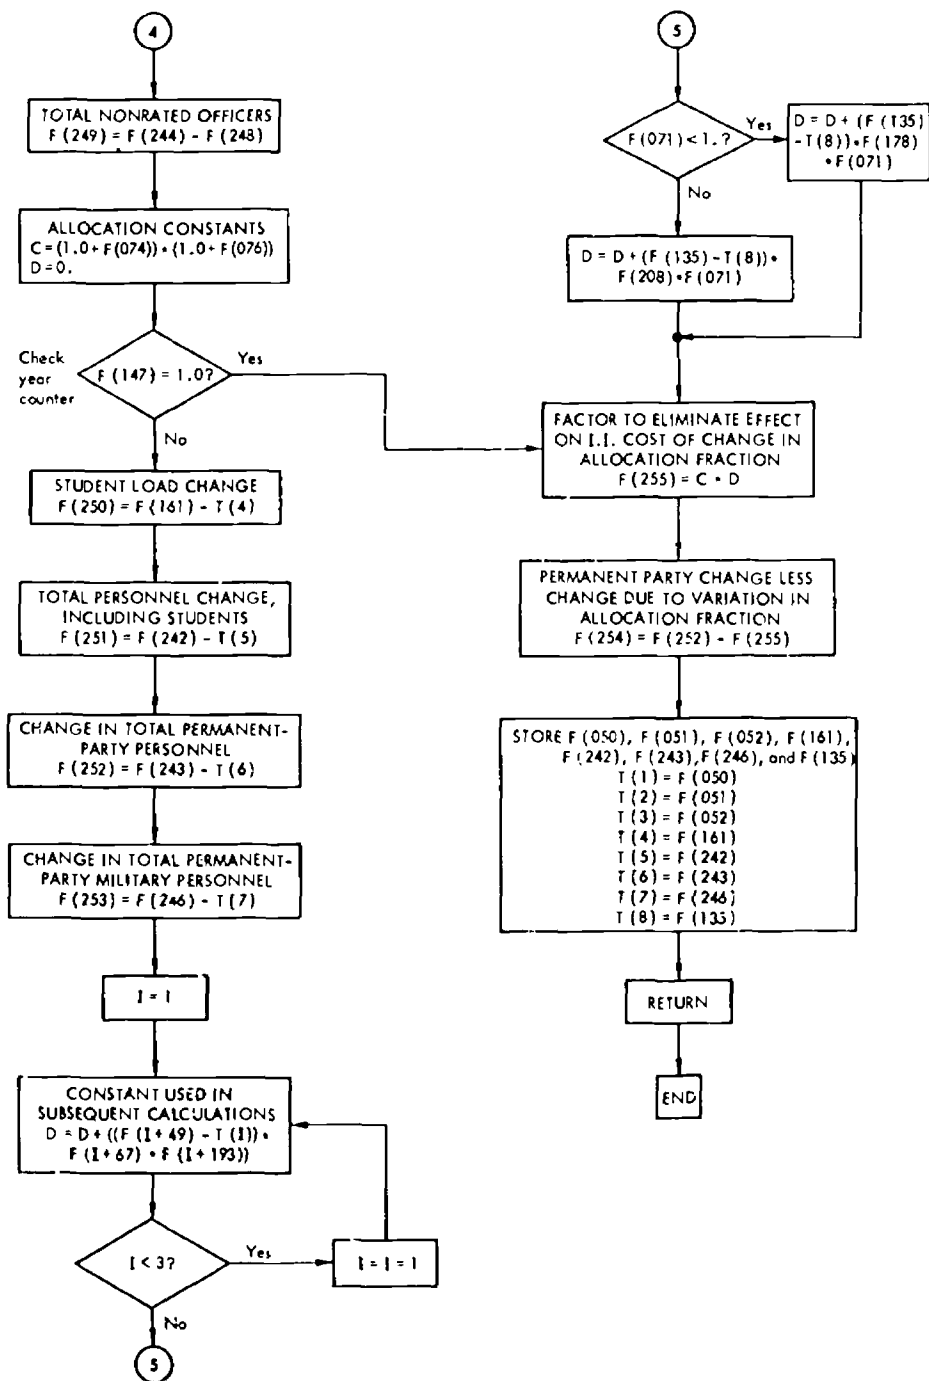 4
TOTAL NONRATED OFFICERS
F (249) = F (244) - F (248)
ALLOCATION CONSTANTS
C = (1.0 + F(074)) • (1.0 + F(076))
D = 0.
Check
year
counter
F (147) = 1.0?
Yes
No
STUDENT LOAD CHANGE
F (250) = F (161) - T (4)
TOTAL PERSONNEL CHANGE,
INCLUDING STUDENTS
F (251) = F (242) - T (5)
CHANGE IN TOTAL PERMANENT-
PARTY PERSONNEL
F (252) = F (243) - T (6)
CHANGE IN TOTAL PERMANENT-
PARTY MILITARY PERSONNEL
F (253) = F (246) - T (7)
I = 1
CONSTANT USED IN
SUBSEQUENT CALCULATIONS
D = D + ((F (I + 49) - T (I)) •
F (I + 67) • F (I + 193))
I < 3?
Yes
I = I = 1
No
5
5
F (071) < 1.?
Yes
D = D + (F (135)
- T (8)) • F (178)
• F (071)
No
D = D + (F (135) - T (8)) •
F (208) • F (071)
FACTOR TO ELIMINATE EFFECT
ON I.I. COST OF CHANGE IN
ALLOCATION FRACTION
F (255) = C • D
PERMANENT PARTY CHANGE LESS
CHANGE DUE TO VARIATION IN
ALLOCATION FRACTION
F (254) = F (252) - F (255)
STORE F (050), F (051), F (052), F (161),
F (242), F (243), F (246), and F (135)
T (1) = F (050)
T (2) = F (051)
T (3) = F (052)
T (4) = F (161)
T (5) = F (242)
T (6) = F (243)
T (7) = F (246)
T (8) = F (135)
RETURN
END